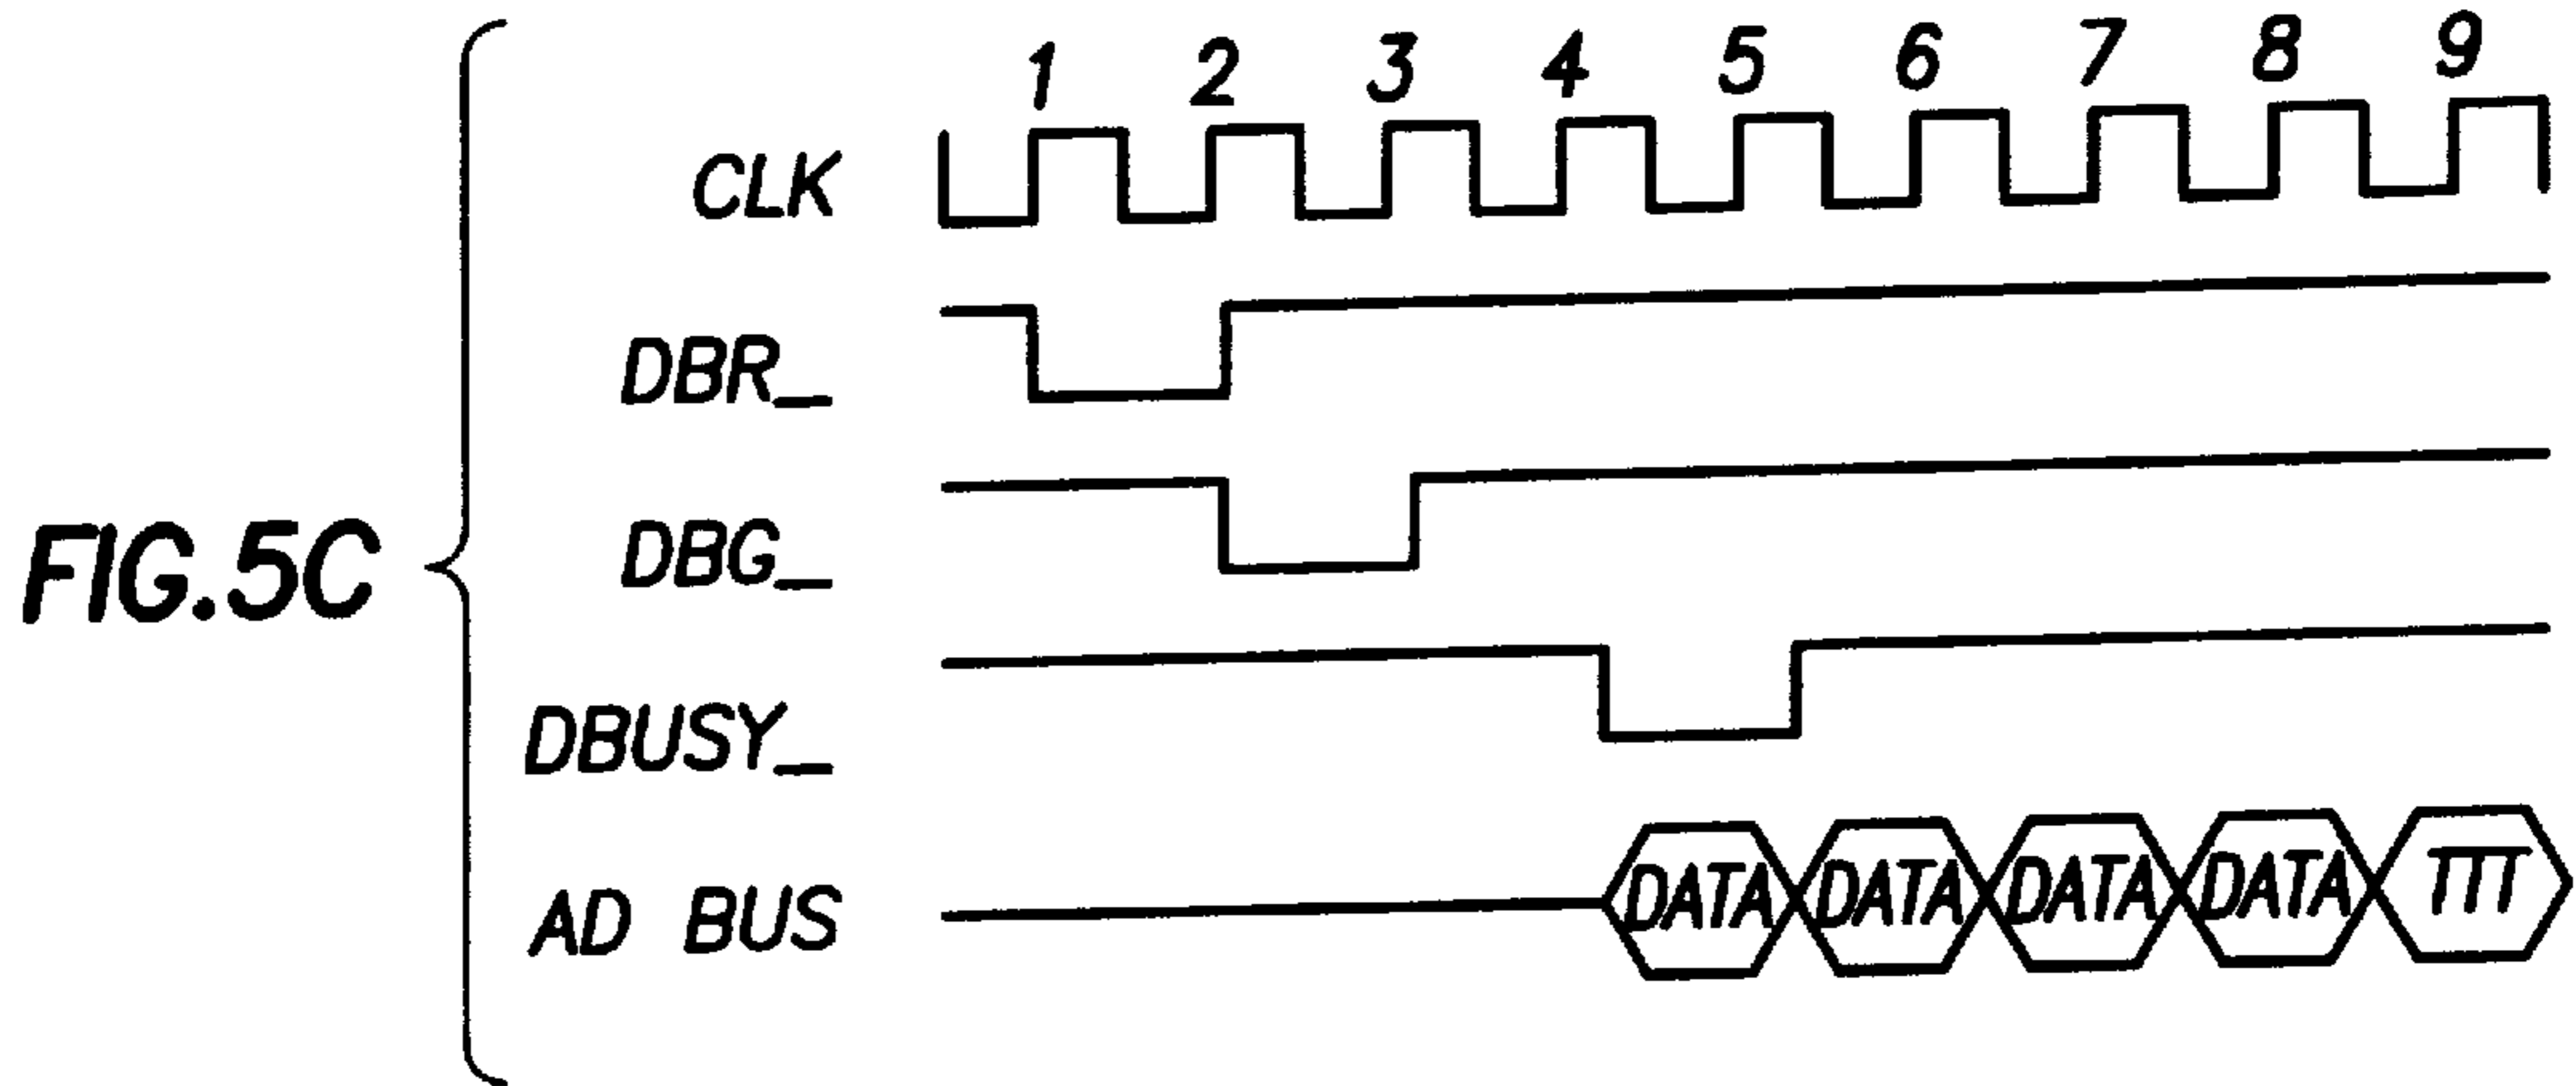 FIG.5C
1 2 3 4 5 6 7 8 9
CLK
DBR_
DBG_
DBUSY_
AD BUS
DATA DATA DATA DATA TTT